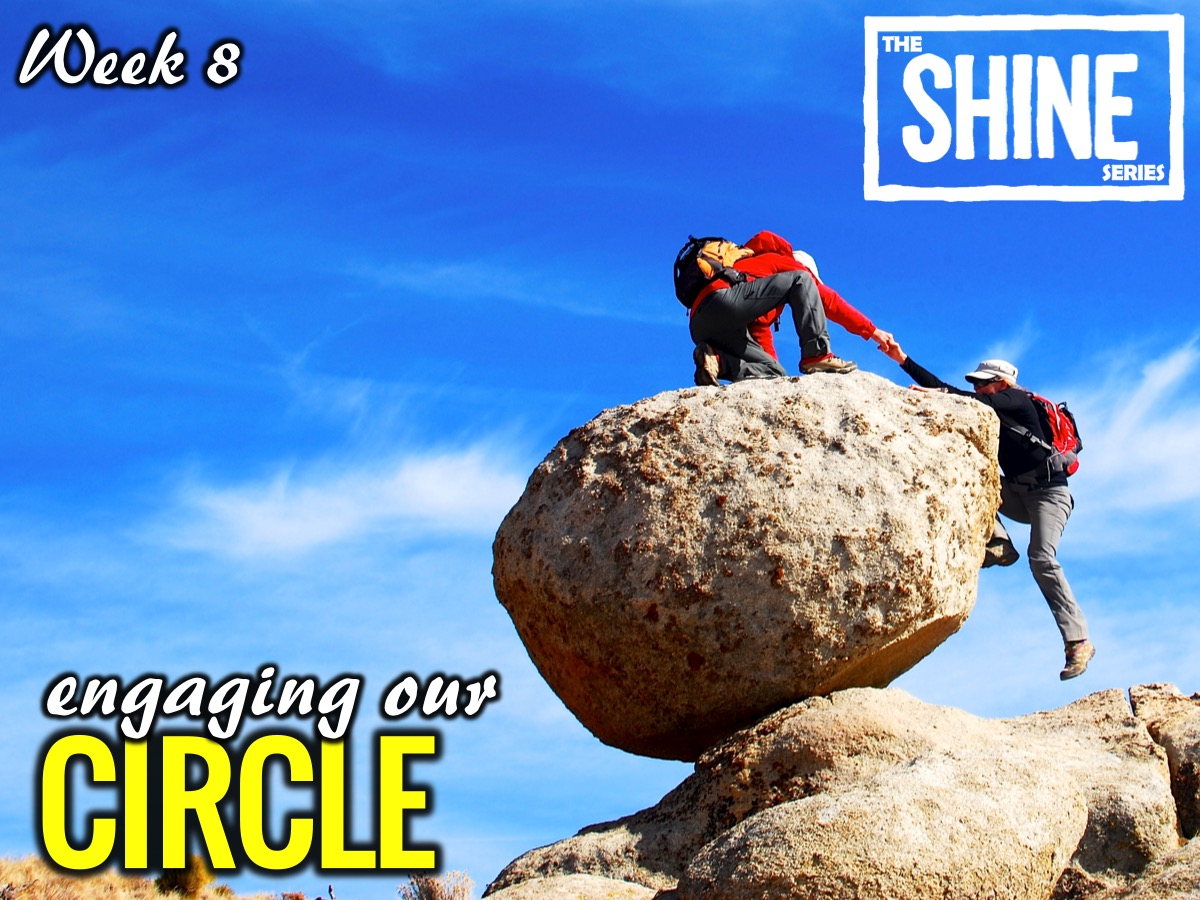 Week 8
THE
SHINE
SERIES
engaging our
CIRCLE